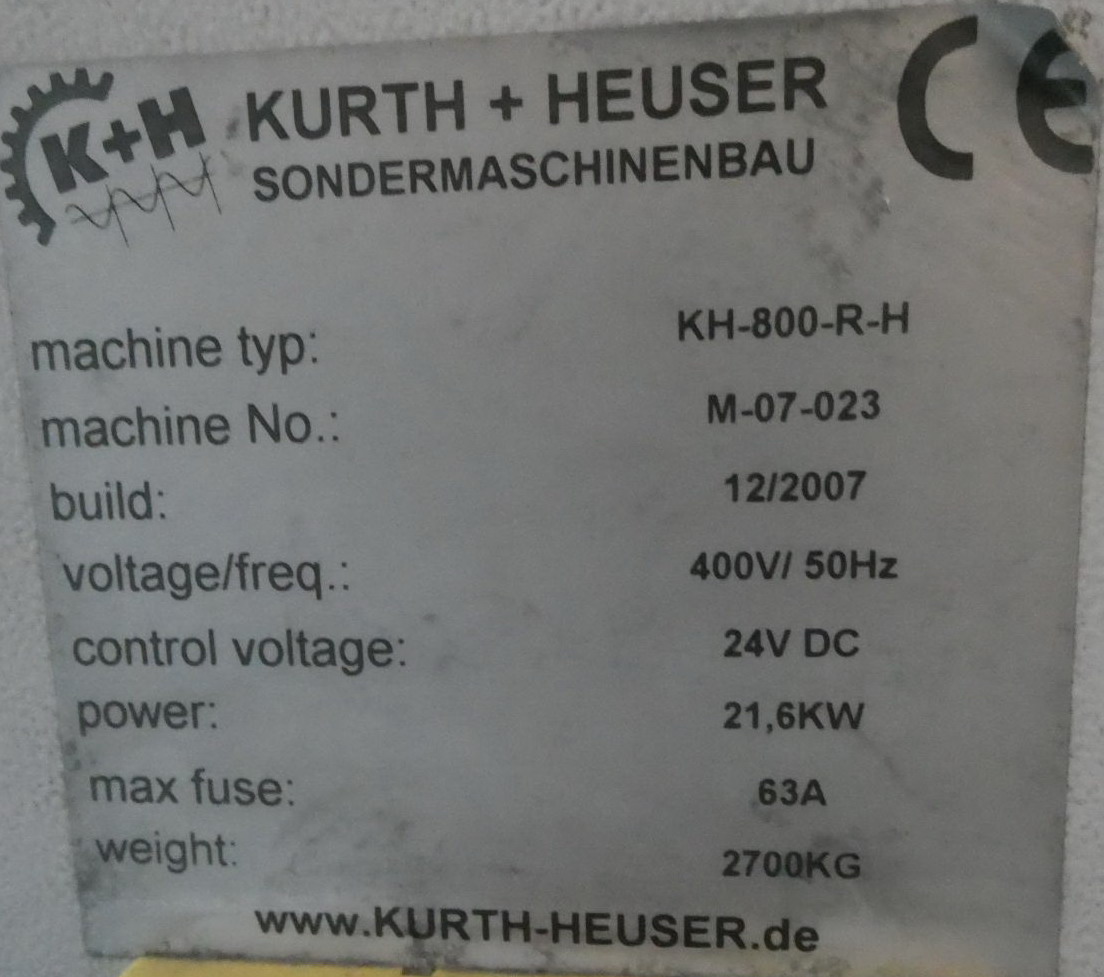 K+H KURTH + HEUSER CE
SONDERMASCHINENBAU
machine typ: KH-800-R-H
machine No.: M-07-023
build: 12/2007
voltage/freq.: 400V/ 50Hz
control voltage: 24V DC
power: 21,6KW
max fuse: 63A
weight: 2700KG
www.KURTH-HEUSER.de